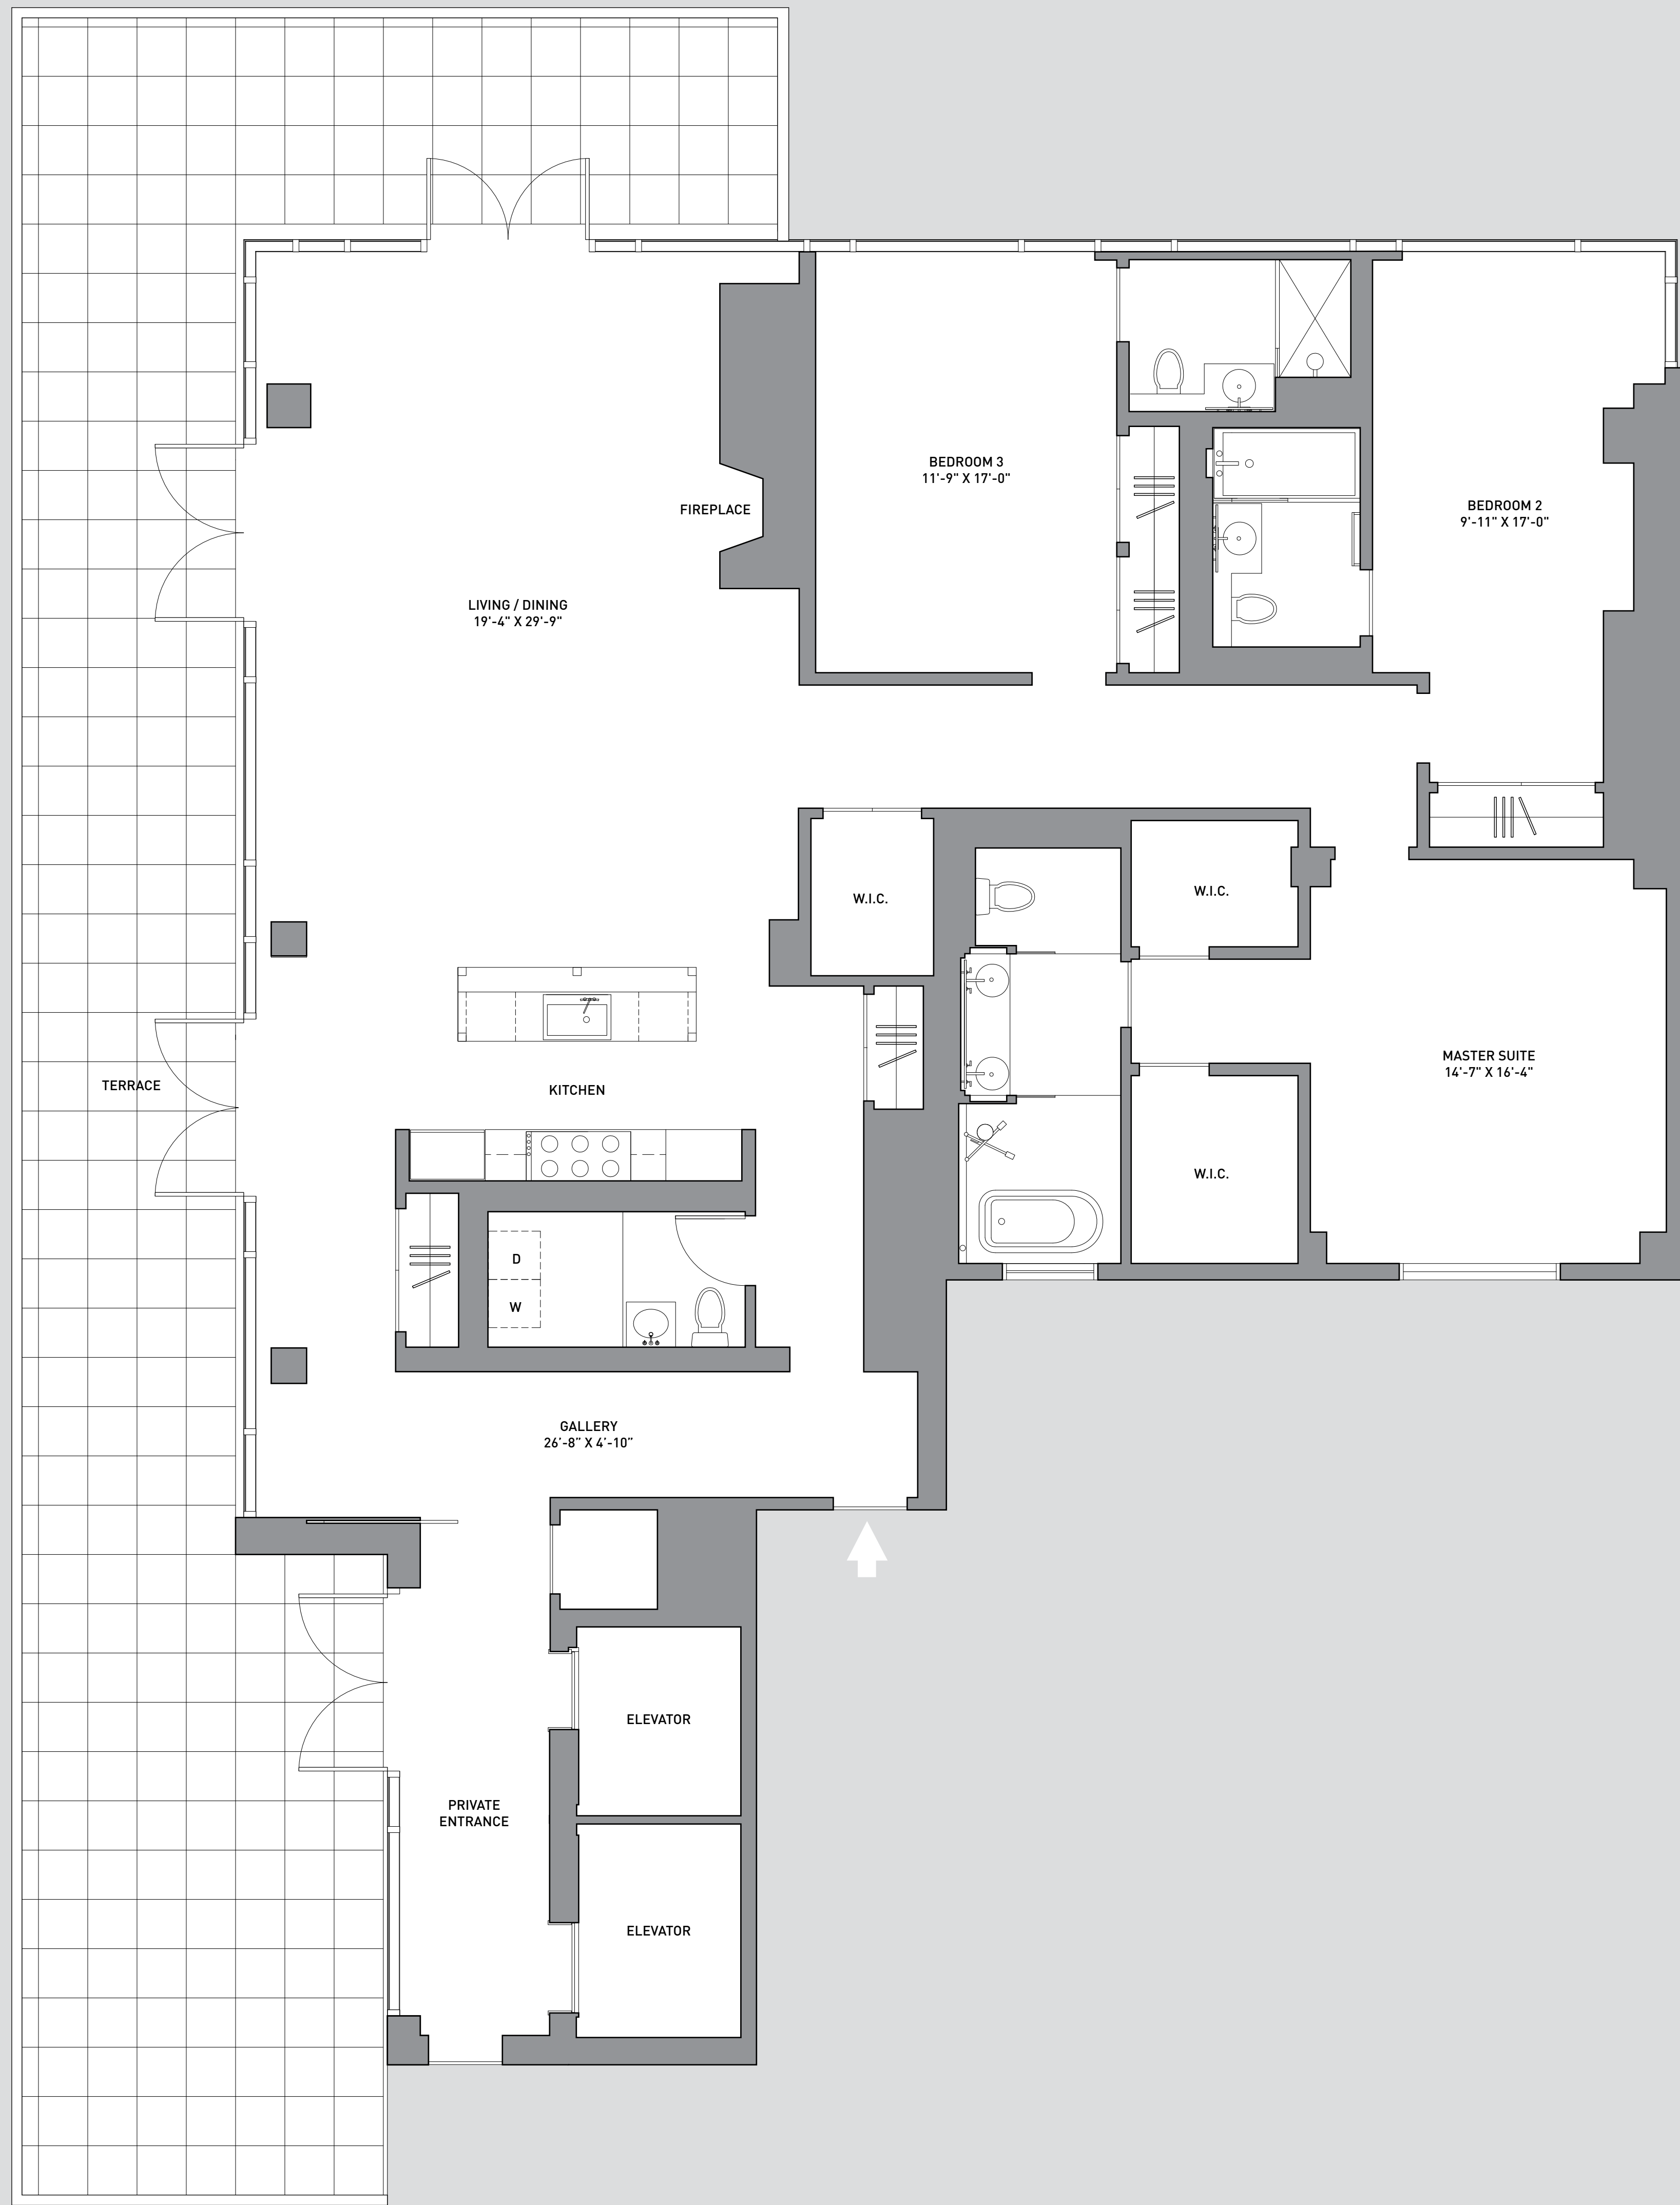 BEDROOM 3
11'-9" X 17'-0"
FIREPLACE
BEDROOM 2
9'-11" X 17'-0"
LIVING / DINING
19'-4" X 29'-9"
W.I.C.
W.I.C.
MASTER SUITE
14'-7" X 16'-4"
TERRACE
KITCHEN
W.I.C.
D
W
GALLERY
26'-8” X 4'-10”
ELEVATOR
PRIVATE
ENTRANCE
ELEVATOR